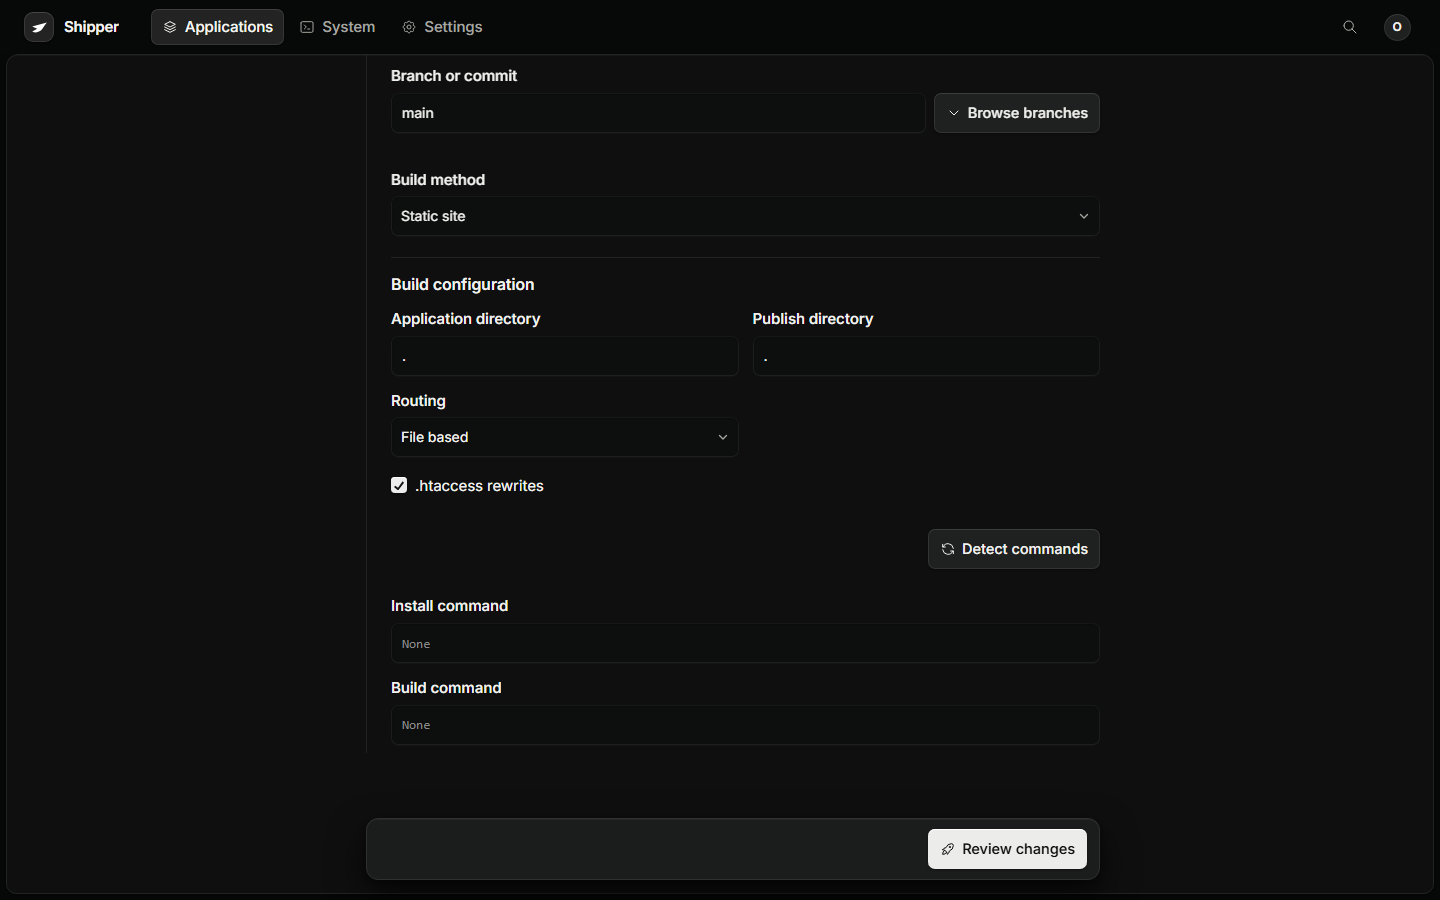 Shipper
Applications
System
Settings
O
Branch or commit
main
Browse branches
Build method
Static site
Build configuration
Application directory
Publish directory
.
.
Routing
File based
.htaccess rewrites
Detect commands
Install command
None
Build command
None
Review changes